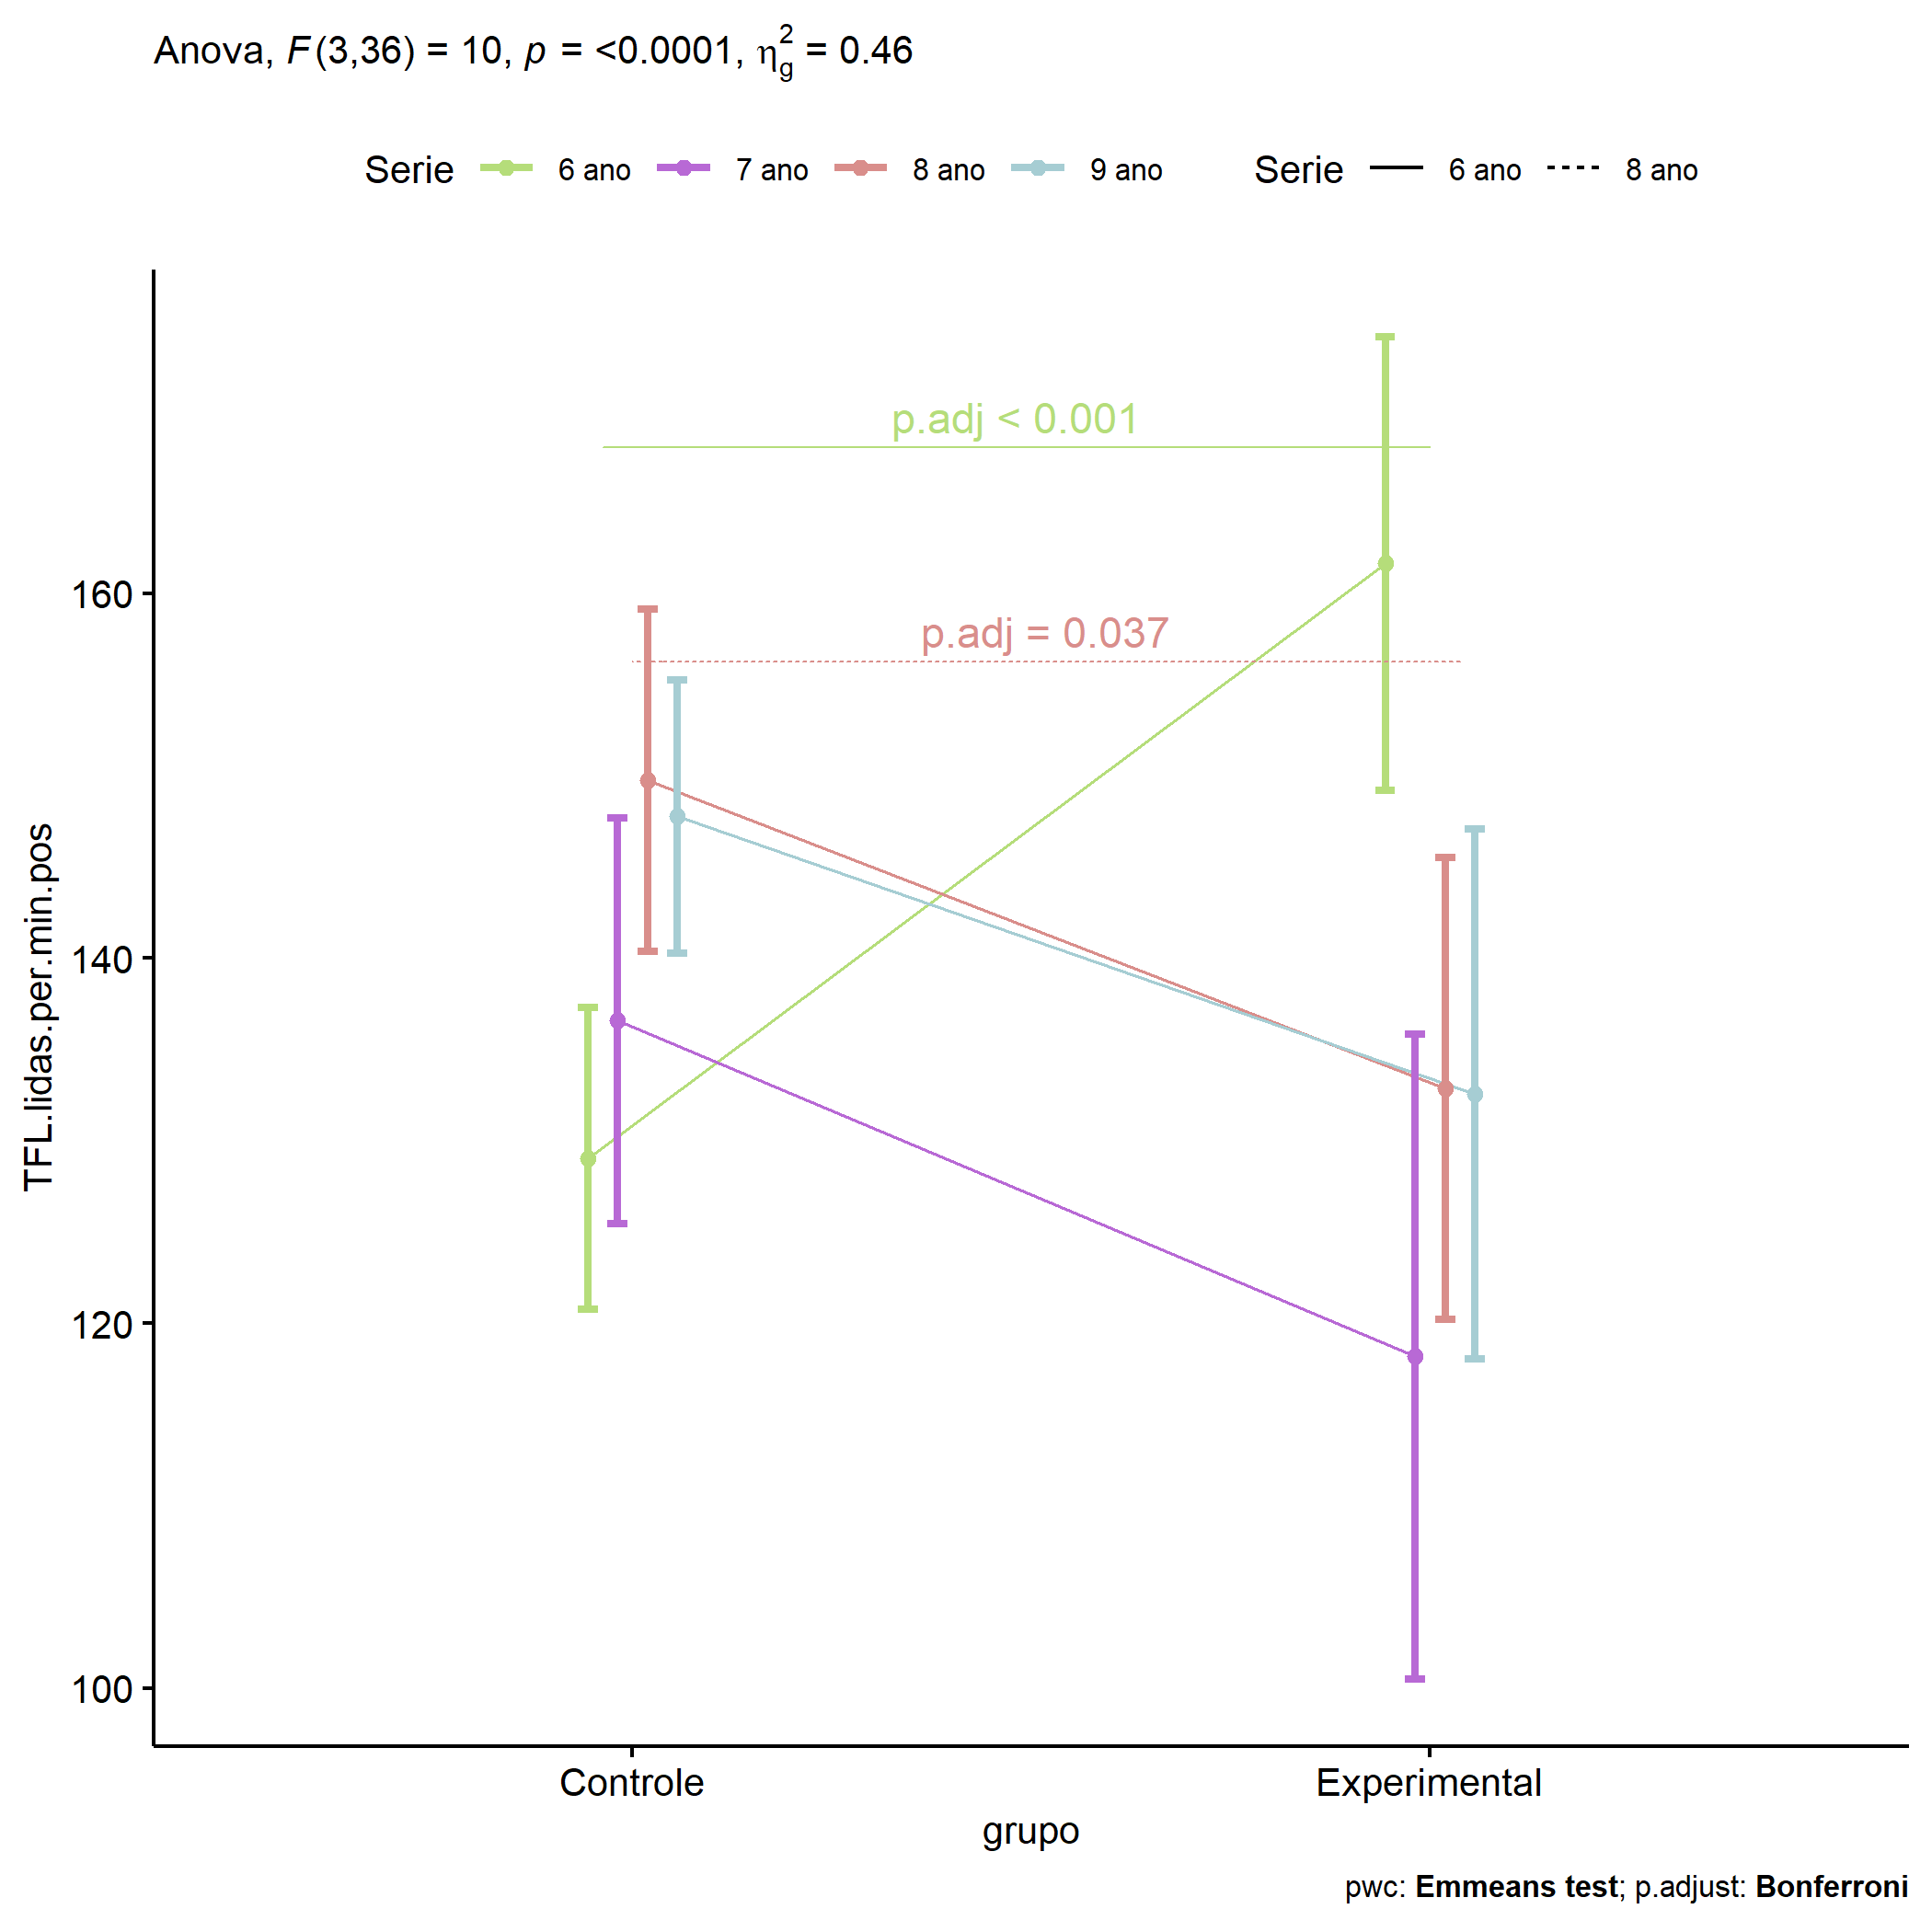 Anova, F(3,36) = 10, p = <0.0001, η²g = 0.46
Serie 6 ano 7 ano 8 ano 9 ano Serie 6 ano 8 ano
p.adj < 0.001
p.adj = 0.037
TFL.lidas.per.min.pos
160
140
120
100
Controle Experimental
grupo
pwc: Emmeans test; p.adjust: Bonferroni